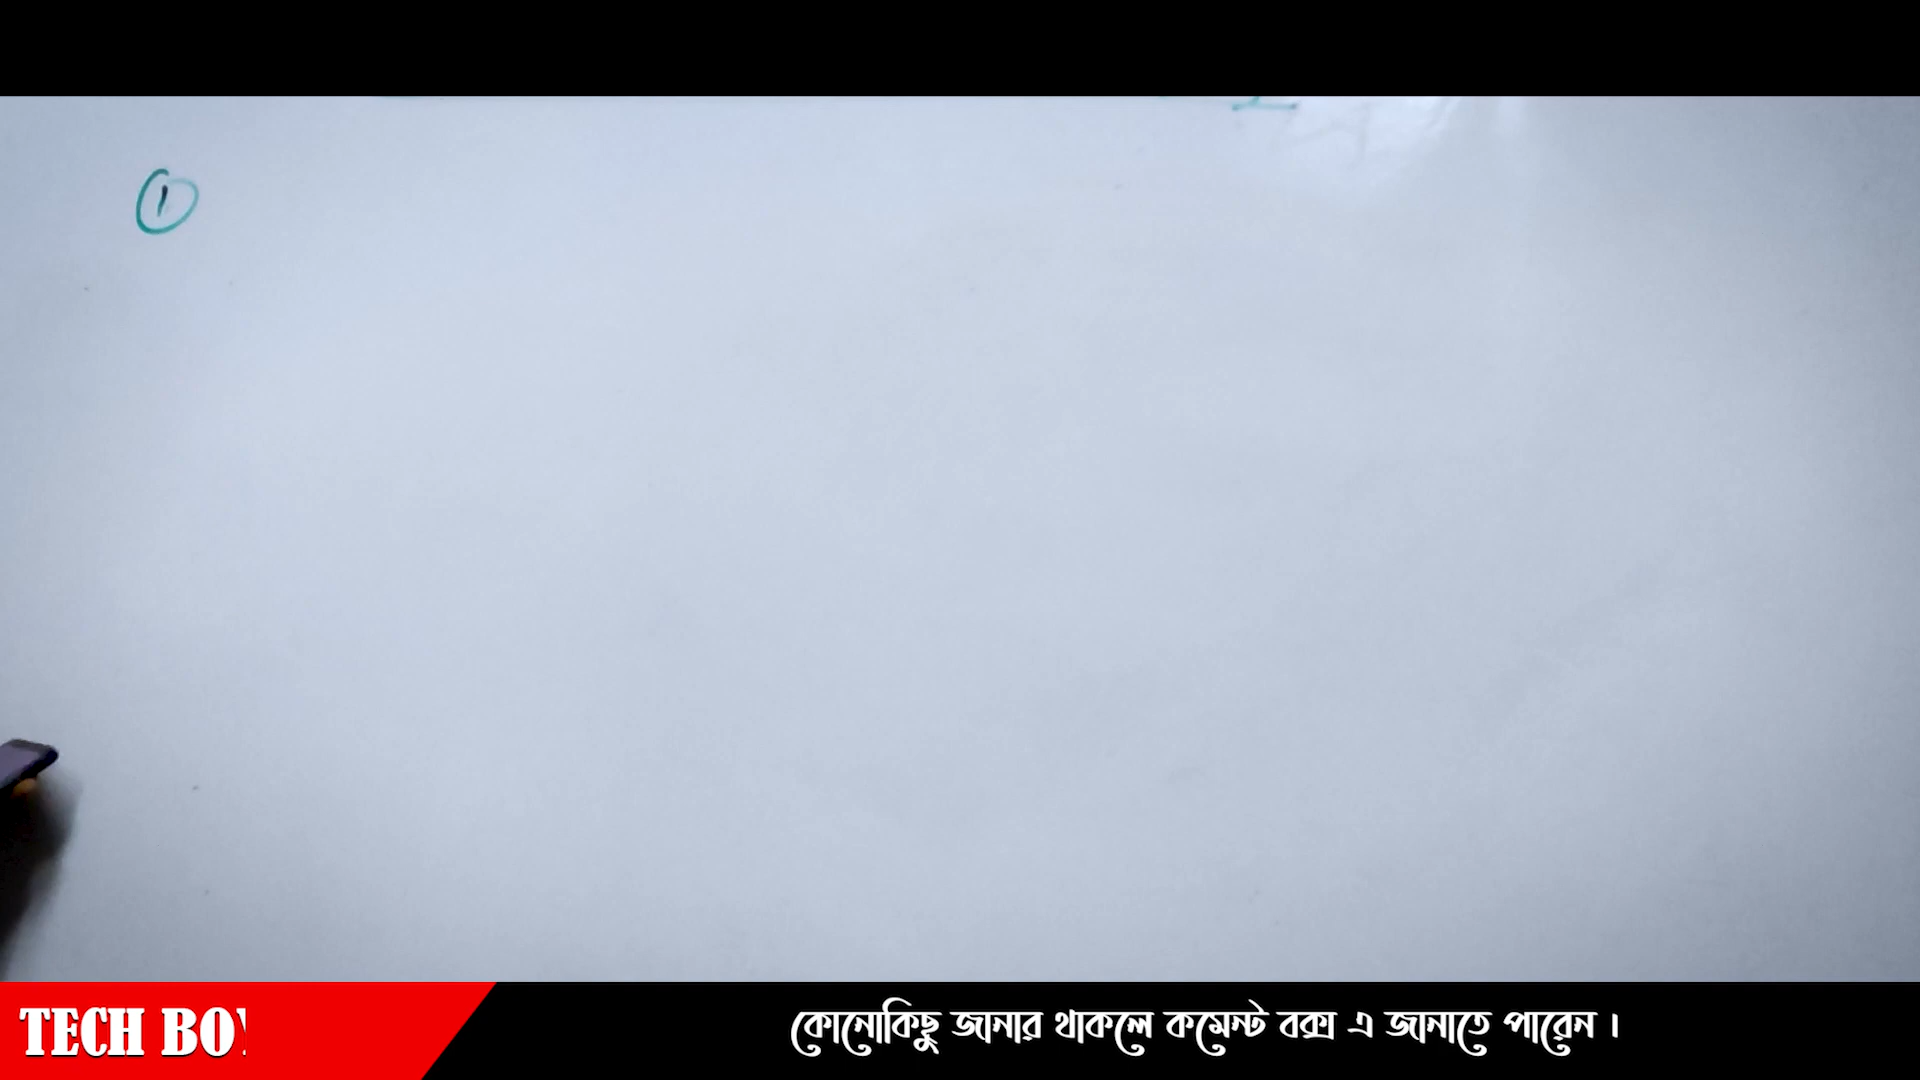 ①
TECH BO
কোনোকিছু জানার থাকলে কমেন্ট বক্স এ জানাতে পারেন ।